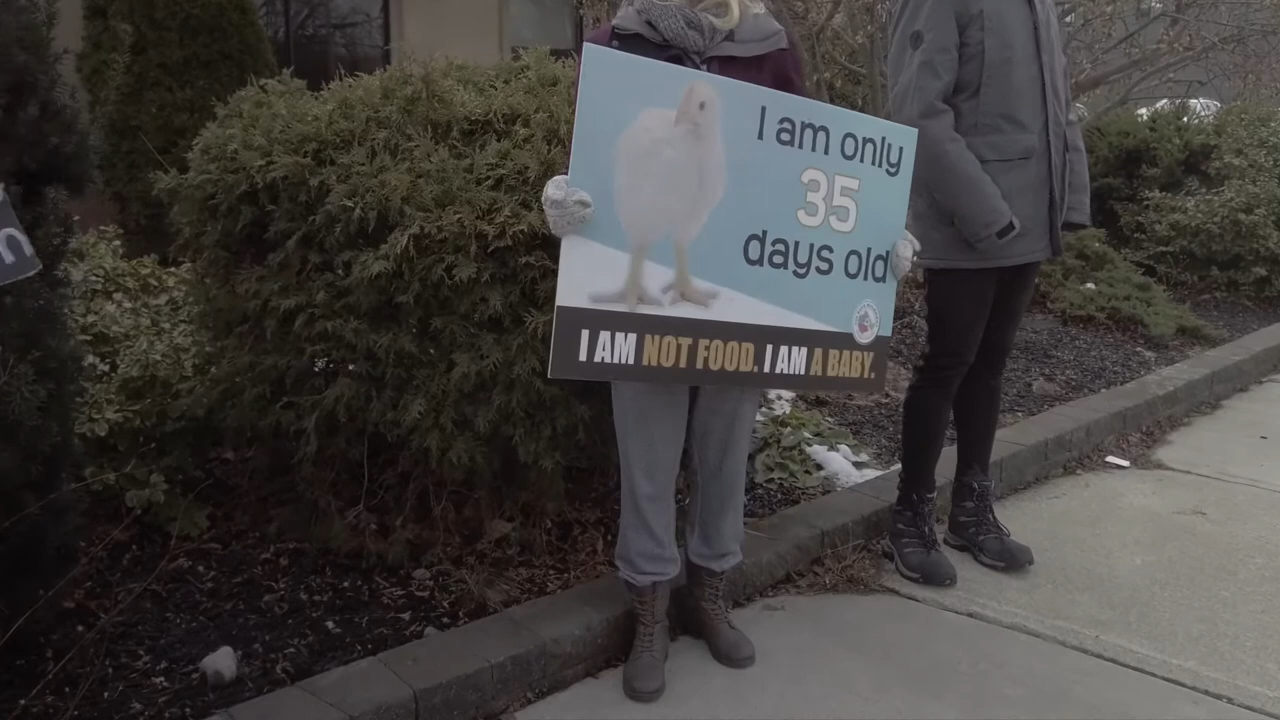 I am only
35
days old
I AM NOT FOOD. I AM A BABY.
n